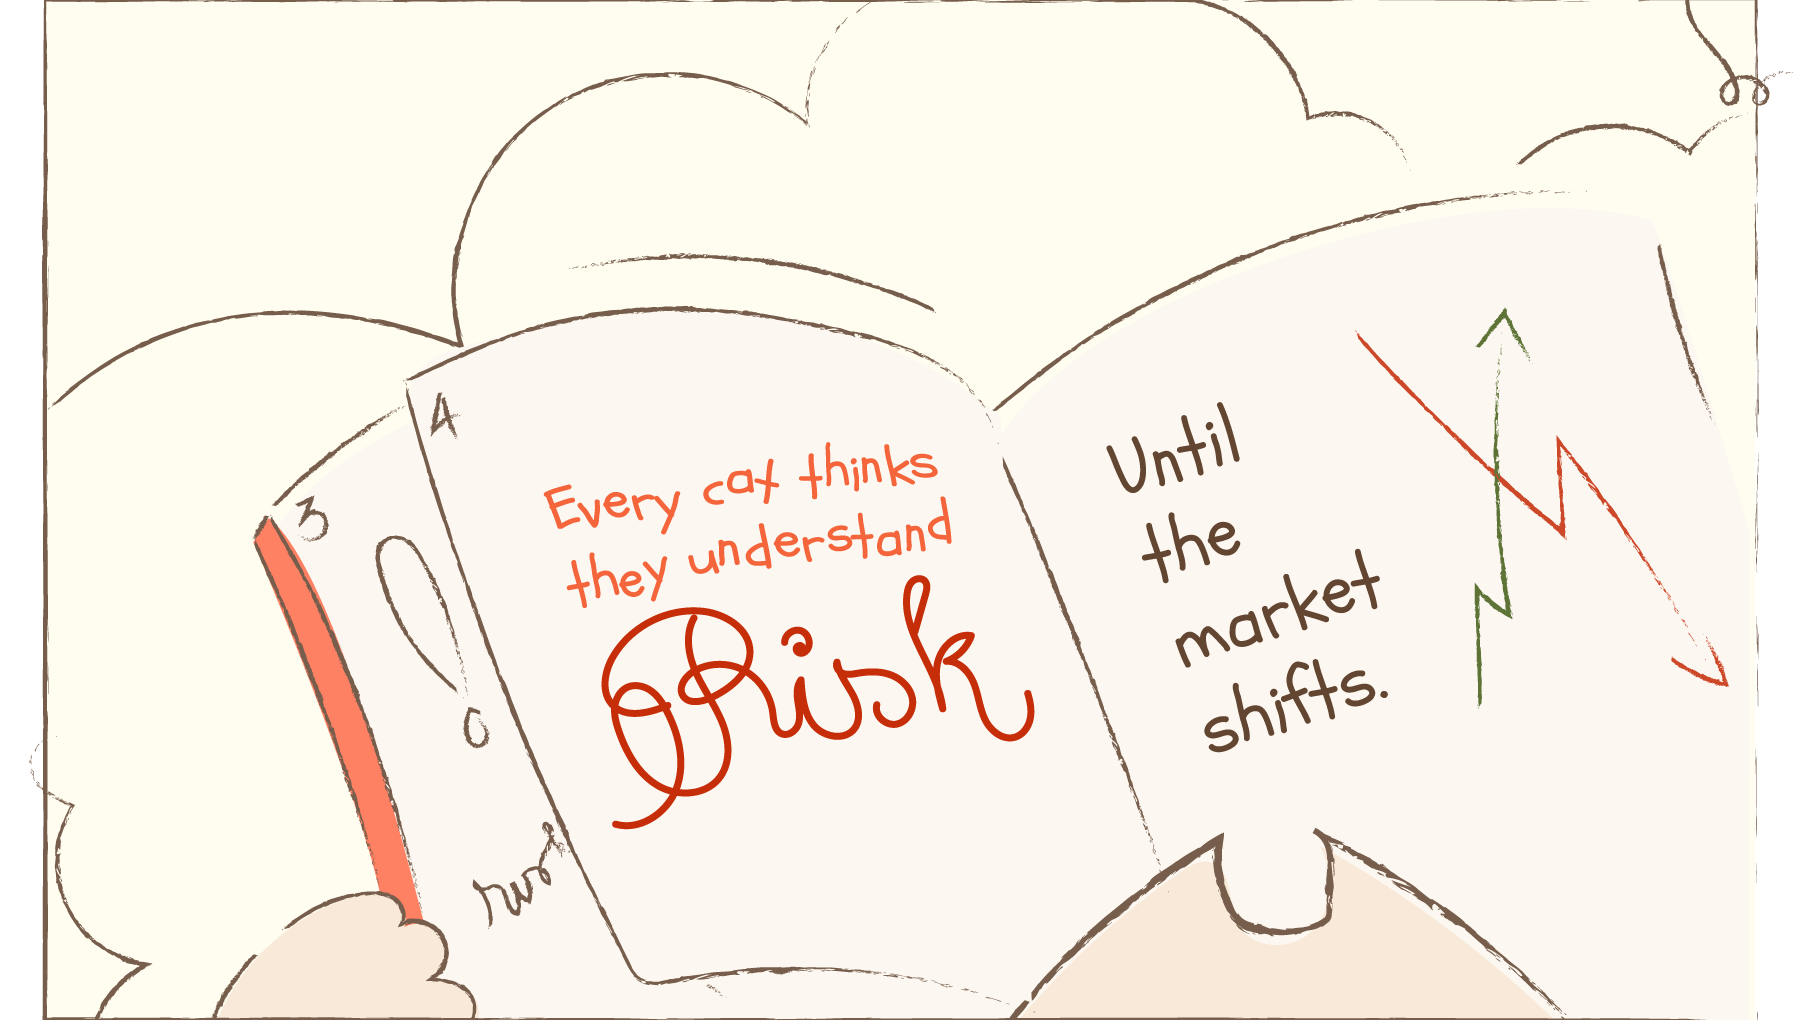 3
4
Every cat thinks
they understand
Risk
Until
the
market
shifts.